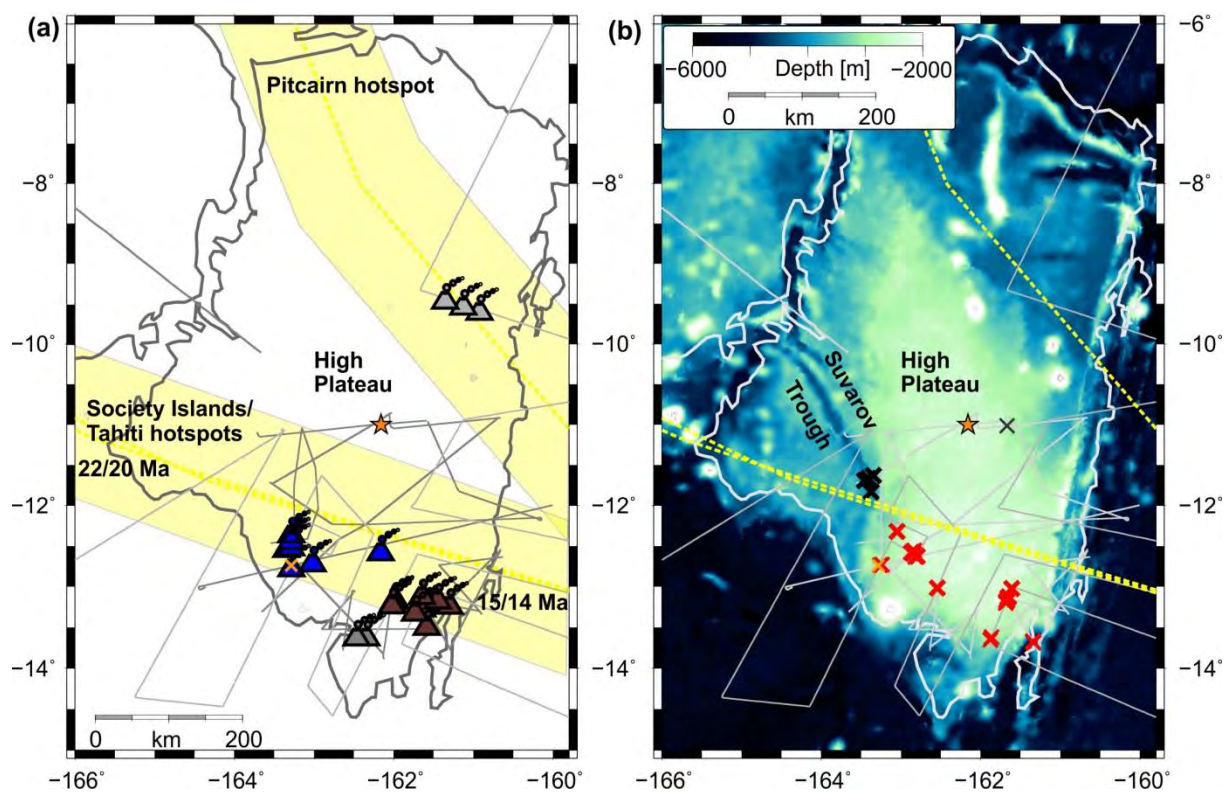 (a)
Pitcairn hotspot
High
Plateau
Society Islands/
Tahiti hotspots
22/20 Ma
15/14 Ma
0 200
km
−166° −164° −162° −160°
−8°
−10°
−12°
−14°
(b)
−6000 −2000
Depth [m]
0 200
km
Suvarov
Trough
High
Plateau
−166° −164° −162° −160°
−6°
−8°
−10°
−12°
−14°